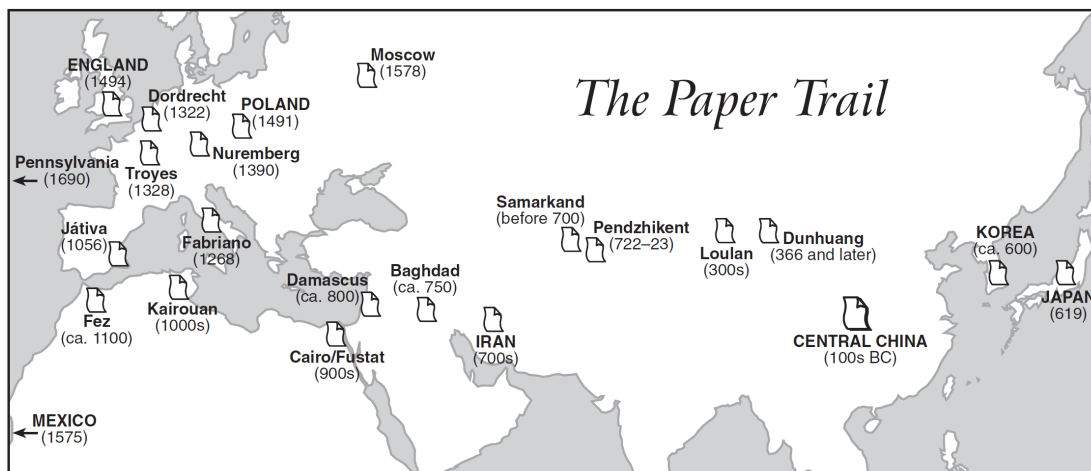 The Paper Trail
Moscow
(1578)
ENGLAND
(1494)
Dordrecht
(1322)
POLAND
(1491)
Nuremberg
(1390)
Troyes
(1328)
Pennsylvania
(1690)
Játiva
(1056)
Fabriano
(1268)
Samarkand
(before 700)
Pendzhikent
(722–23)
Loulan
(300s)
Dunhuang
(366 and later)
KOREA
(ca. 600)
JAPAN
(619)
Fez
(ca. 1100)
Kairouan
(1000s)
Damascus
(ca. 800)
Baghdad
(ca. 750)
IRAN
(700s)
Cairo/Fustat
(900s)
CENTRAL CHINA
(100s BC)
MEXICO
(1575)